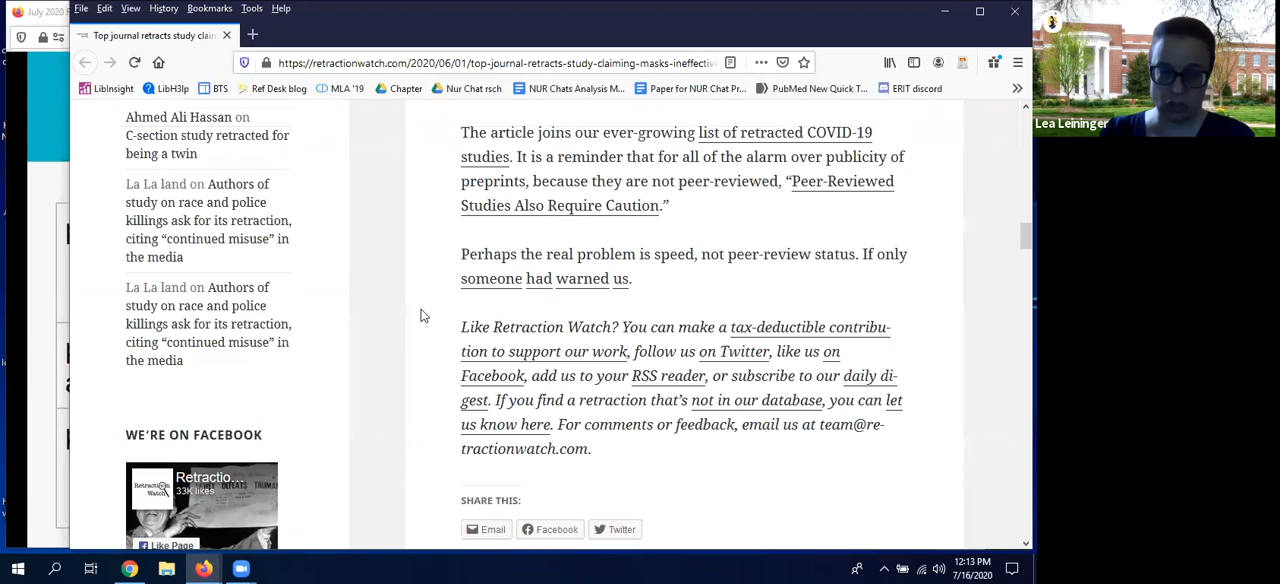 July 2020 R
File Edit View History Bookmarks Tools Help
Top journal retracts study clai
https://retractionwatch.com/2020/06/01/top-journal-retracts-study-claiming-masks-ineffectiv
LibInsight LibH3lp BTS Ref Desk blog MLA '19 Chapter Nur Chat rsch NUR Chats Analysis M... Paper for NUR Chat Pr... PubMed New Quick T... ERIT discord
Ahmed Ali Hassan on
C-section study retracted for
being a twin
La La land on Authors of
study on race and police
killings ask for its retraction,
citing “continued misuse” in
the media
La La land on Authors of
study on race and police
killings ask for its retraction,
citing “continued misuse” in
the media
WE’RE ON FACEBOOK
Retractio...
33K likes
Retraction
Watch
DEFEATS TRUMAN
Like Page
The article joins our ever-growing list of retracted COVID-19
studies. It is a reminder that for all of the alarm over publicity of
preprints, because they are not peer-reviewed, “Peer-Reviewed
Studies Also Require Caution.”
Perhaps the real problem is speed, not peer-review status. If only
someone had warned us.
Like Retraction Watch? You can make a tax-deductible contribu-
tion to support our work, follow us on Twitter, like us on
Facebook, add us to your RSS reader, or subscribe to our daily di-
gest. If you find a retraction that’s not in our database, you can let
us know here. For comments or feedback, email us at team@re-
tractionwatch.com.
SHARE THIS:
Email Facebook Twitter
Lea Leininger
12:13 PM
7/16/2020